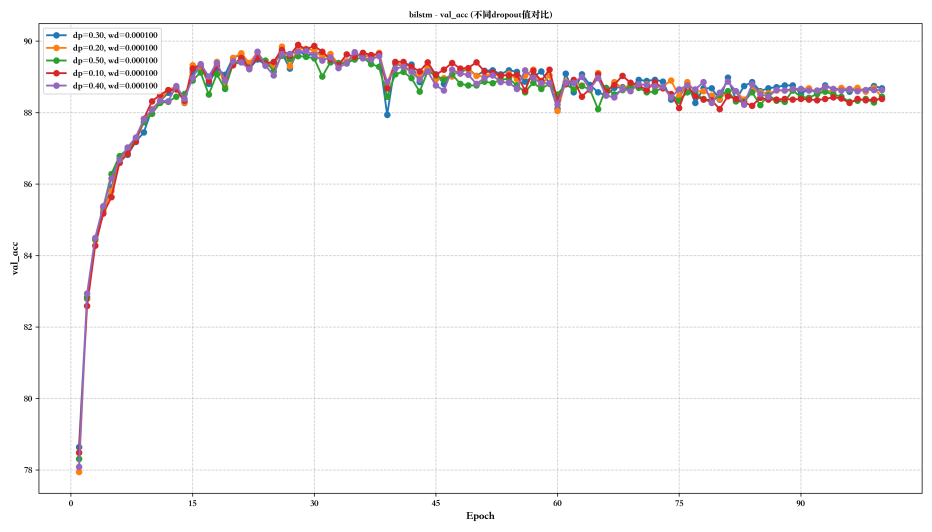 bilstm - val_acc (不同dropout值对比)
dp=0.30, wd=0.000100
dp=0.20, wd=0.000100
dp=0.50, wd=0.000100
dp=0.10, wd=0.000100
dp=0.40, wd=0.000100
90
88
86
84
82
80
78
val_acc
0 15 30 45 60 75 90
Epoch